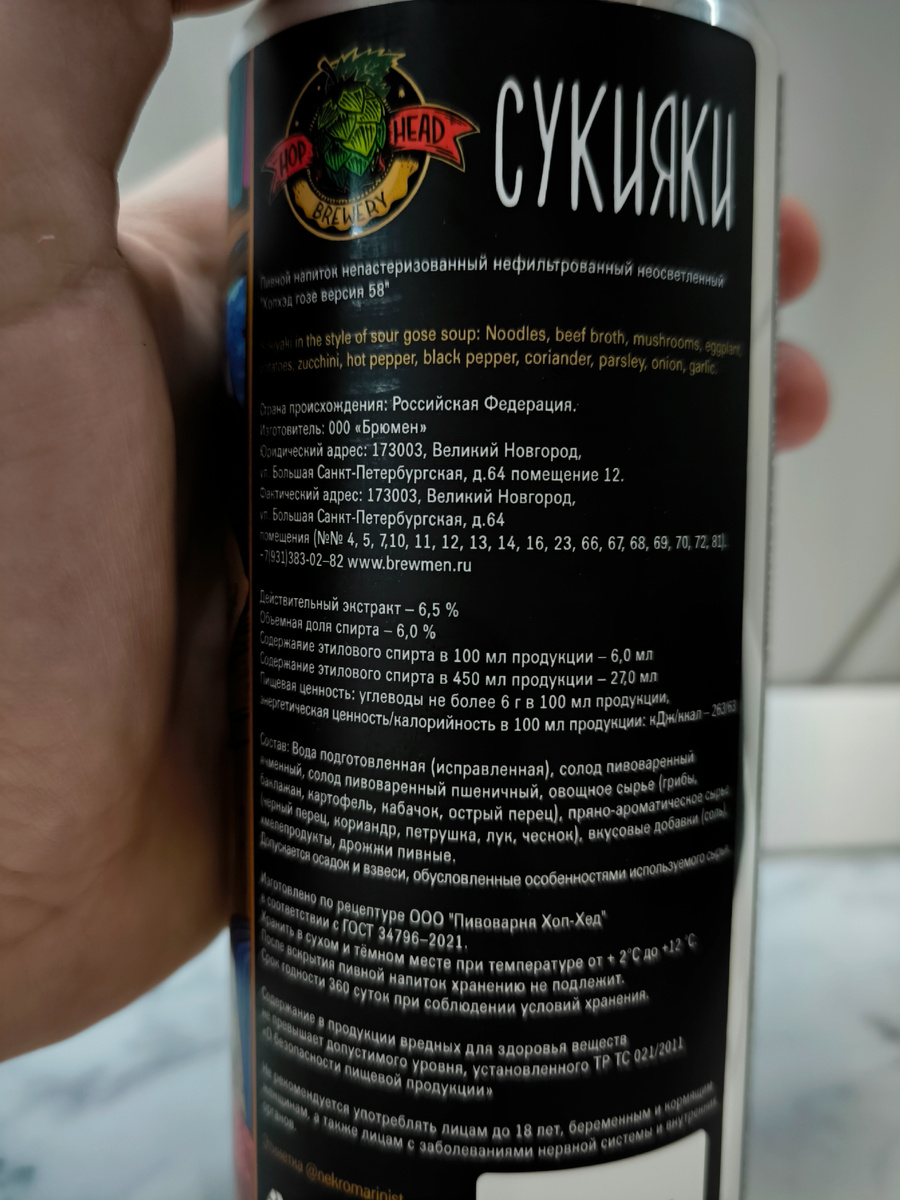 HOP HEAD
BREWERY
СУКИЯКИ
Пивной напиток непастеризованный нефильтрованный неосветленный
"Хопхэд гозе версия 58"
in the style of sour gose soup: Noodles, beef broth, mushrooms, eggplant,
zucchini, hot pepper, black pepper, coriander, parsley, onion, garlic.
Страна происхождения: Российская Федерация.
Изготовитель: ООО «Брюмен»
Юридический адрес: 173003, Великий Новгород,
ул. Большая Санкт-Петербургская, д.64 помещение 12.
Фактический адрес: 173003, Великий Новгород,
ул. Большая Санкт-Петербургская, д.64
помещения (№№ 4, 5, 7,10, 11, 12, 13, 14, 16, 23, 66, 67, 68, 69, 70, 72, 81).
+7(931)383-02-82 www.brewmen.ru
Действительный экстракт – 6,5 %
Объемная доля спирта – 6,0 %
Содержание этилового спирта в 100 мл продукции – 6,0 мл
Содержание этилового спирта в 450 мл продукции – 27,0 мл
Пищевая ценность: углеводы не более 6 г в 100 мл продукции,
энергетическая ценность/калорийность в 100 мл продукции: кДж/ккал – 263/63
Состав: Вода подготовленная (исправленная), солод пивоваренный
ячменный, солод пивоваренный пшеничный, овощное сырье (грибы,
баклажан, картофель, кабачок, острый перец), пряно-ароматическое сырье
(черный перец, кориандр, петрушка, лук, чеснок), вкусовые добавки (соль),
хмелепродукты, дрожжи пивные.
Допускается осадок и взвеси, обусловленные особенностями используемого сырья.
Изготовлено по рецептуре ООО "Пивоварня Хоп-Хед"
в соответствии с ГОСТ 34796-2021.
Хранить в сухом и тёмном месте при температуре от + 2°С до +12 °С
После вскрытия пивной напиток хранению не подлежит.
Срок годности 360 суток при соблюдении условий хранения.
Содержание в продукции вредных для здоровья веществ
не превышает допустимого уровня, установленного ТР ТС 021/2011
«О безопасности пищевой продукции»
Не рекомендуется употреблять лицам до 18 лет, беременным и кормящим
женщинам, а также лицам с заболеваниями нервной системы и внутренних
органов.
Этикетка @nekromarinist